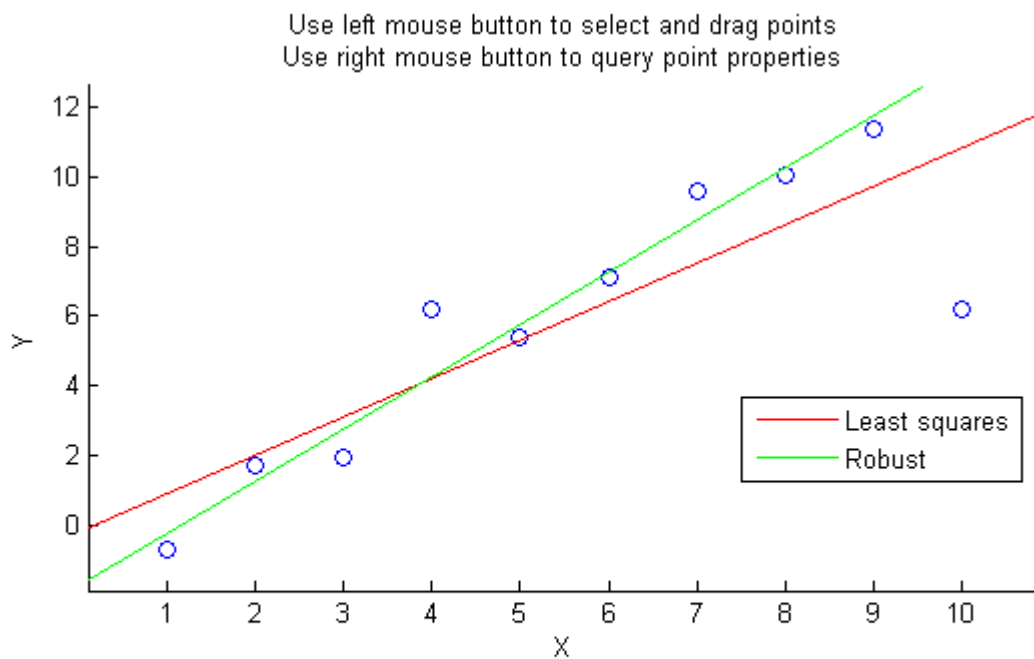 Use left mouse button to select and drag points
Use right mouse button to query point properties
12
10
8
6
4
2
0
Y
1 2 3 4 5 6 7 8 9 10
X
Least squares
Robust